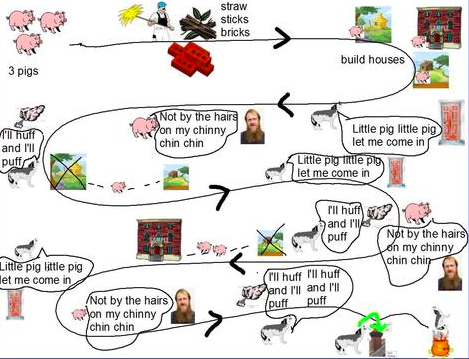 straw
sticks
bricks
3 pigs
build houses
Not by the hairs
on my chinny
chin chin
Little pig little pig
let me come in
I'll huff
and I'll
puff
Little pig little pig
let me come in
I'll huff
and I'll
puff
Not by the hairs
on my chinny
chin chin
Little pig little pig
let me come in
Not by the hairs
on my chinny
chin chin
I'll huff
and I'll
puff
I'll huff
and I'll
puff